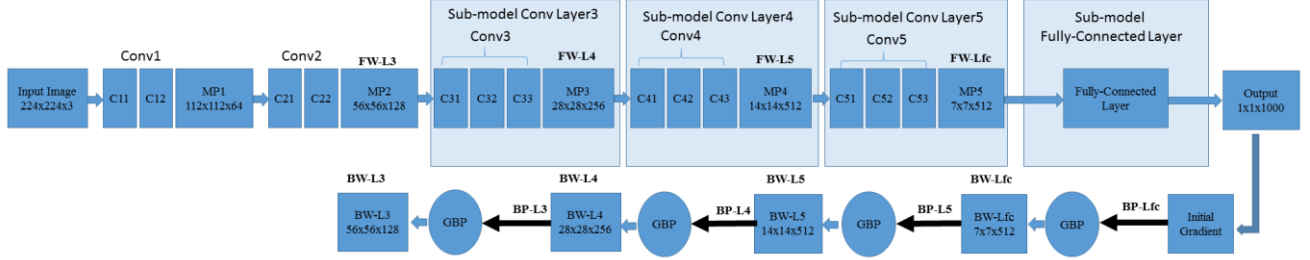 Sub-model Conv Layer3
Sub-model Conv Layer4
Sub-model Conv Layer5
Sub-model
Fully-Connected Layer
Conv1
Conv2
Conv3
Conv4
Conv5
FW-L3
FW-L4
FW-L5
FW-Lfc
Input Image
224x224x3
C11
C12
MP1
112x112x64
C21
C22
MP2
56x56x128
C31
C32
C33
MP3
28x28x256
C41
C42
C43
MP4
14x14x512
C51
C52
C53
MP5
7x7x512
Fully-Connected
Layer
Output
1x1x1000
BW-L3
BW-L4
BW-L5
BW-Lfc
BW-L3
56x56x128
GBP
BP-L3
BW-L4
28x28x256
GBP
BP-L4
BW-L5
14x14x512
GBP
BP-L5
BW-Lfc
7x7x512
GBP
BP-Lfc
Initial
Gradient